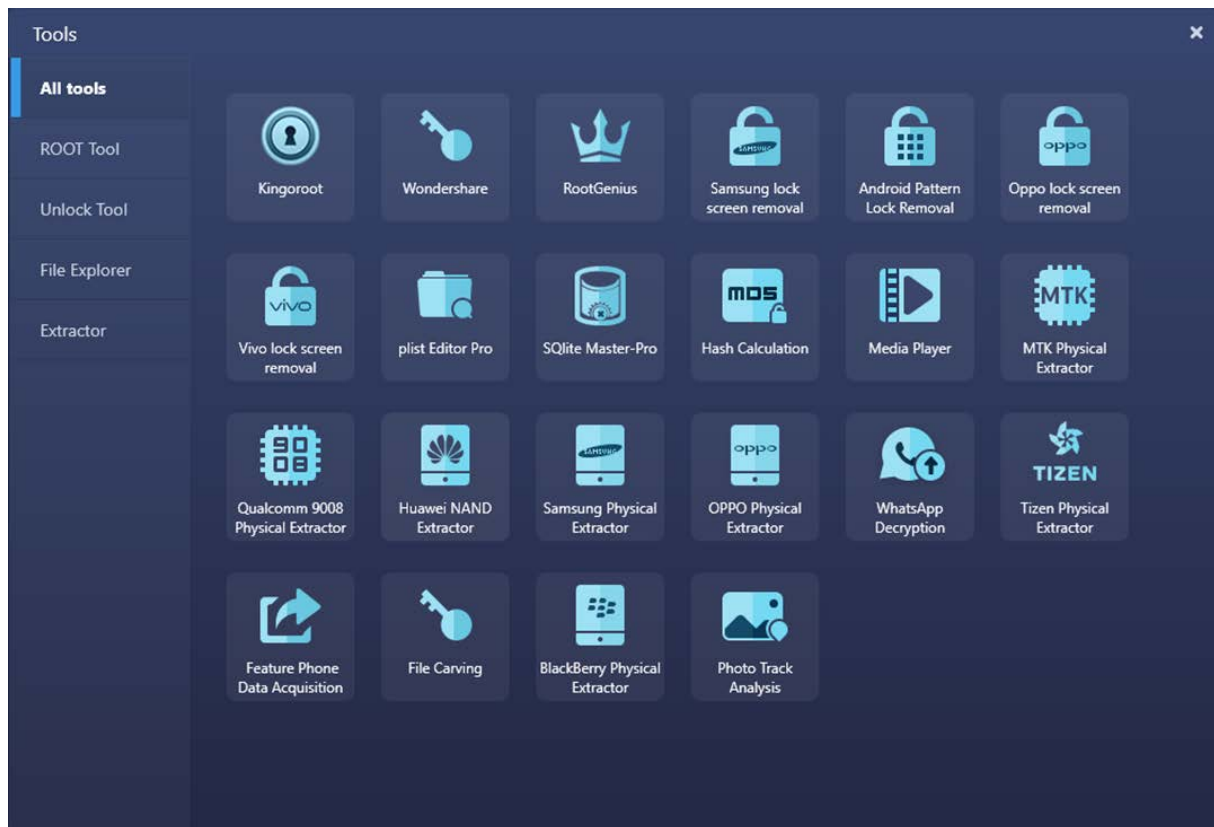 Tools
All tools
ROOT Tool
Unlock Tool
File Explorer
Extractor
Kingoroot
Wondershare
RootGenius
SAMSUNG
Samsung lock
screen removal
Android Pattern
Lock Removal
oppo
Oppo lock screen
removal
vivo
Vivo lock screen
removal
plist Editor Pro
SQlite Master-Pro
MD5
Hash Calculation
Media Player
MTK
MTK Physical
Extractor
90
08
Qualcomm 9008
Physical Extractor
Huawei NAND
Extractor
SAMSUNG
Samsung Physical
Extractor
oppo
OPPO Physical
Extractor
WhatsApp
Decryption
TIZEN
Tizen Physical
Extractor
Feature Phone
Data Acquisition
File Carving
BlackBerry Physical
Extractor
Photo Track
Analysis